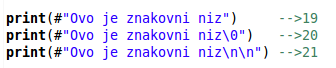 print(#"Ovo je znakovni niz")     -->19
print(#"Ovo je znakovni niz\0")   -->20
print(#"Ovo je znakovni niz\n\n") -->21